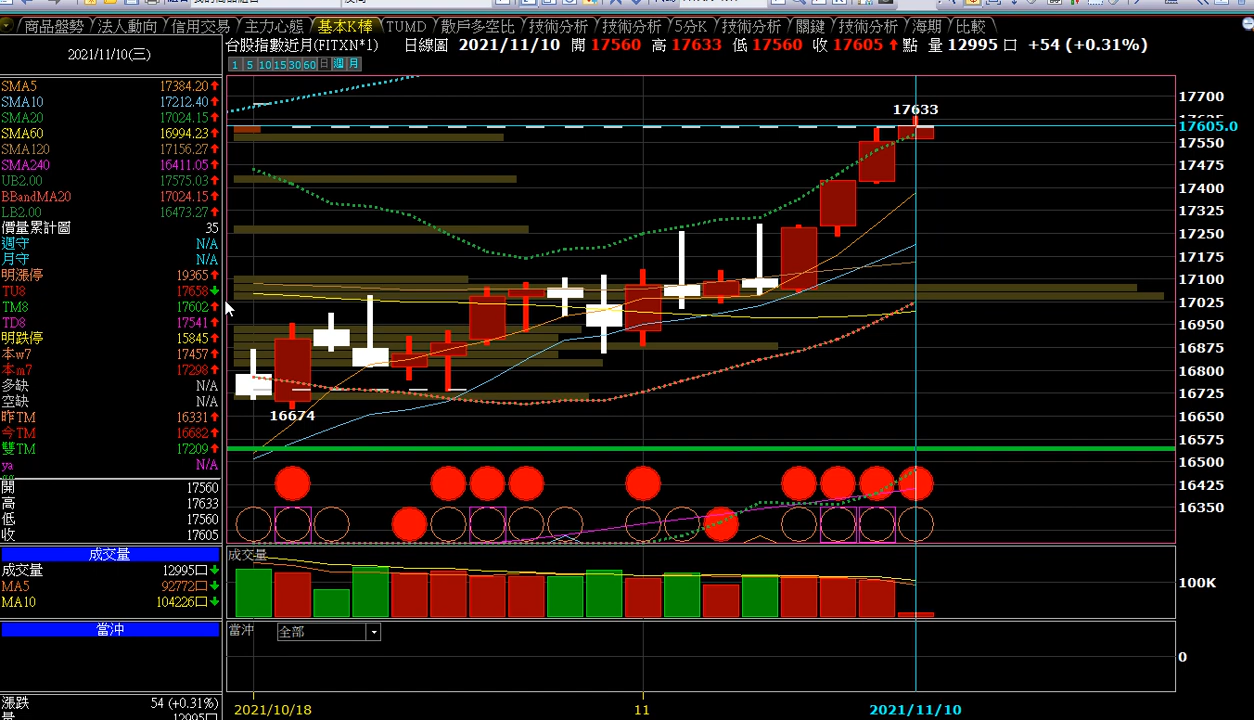 商品盤勢 法人動向 信用交易 主力心態 基本K棒 TUMD 散戶多空比 技術分析 技術分析 5分K 技術分析 關鍵 技術分析 海期 比較
2021/11/10(三)
台股指數近月(FITXN*1) 日線圖 2021/11/10 開 17560 高 17633 低 17560 收 17605 點 量 12995 口 +54 (+0.31%)
1 5 10 15 30 60 日 週 月
SMA5 17384.20
SMA10 17212.40
SMA20 17024.15
SMA60 16994.23
SMA120 17156.27
SMA240 16411.05
UB2.00 17575.03
BBandMA20 17024.15
LB2.00 16473.27
價量累計圖 35
週守 N/A
月守 N/A
明漲停 19365
TU8 17658
TM8 17602
TD8 17541
明跌停 15845
本w7 17457
本m7 17298
多缺 N/A
空缺 N/A
昨TM 16331
今TM 16682
雙TM 17209
ya N/A
開 17560
高 17633
低 17560
收 17605
成交量
成交量 12995口
MA5 92772口
MA10 104226口
當沖
漲跌 54 (+0.31%)
12995口
17633
16674
17700
17605.0
17550
17475
17400
17325
17250
17175
17100
17025
16950
16875
16800
16725
16650
16575
16500
16425
16350
成交量
100K
當沖 全部
0
2021/10/18 11 2021/11/10